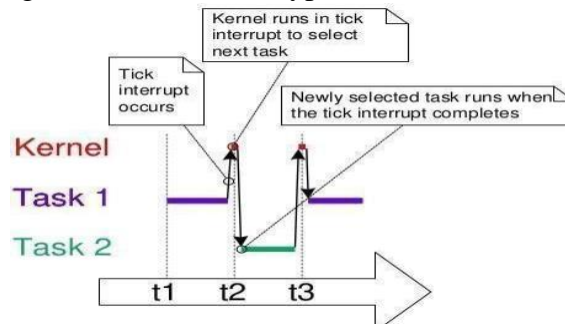 Kernel runs in tick
interrupt to select
next task
Tick
interrupt
occurs
Newly selected task runs when
the tick interrupt completes
Kernel
Task 1
Task 2
t1 t2 t3